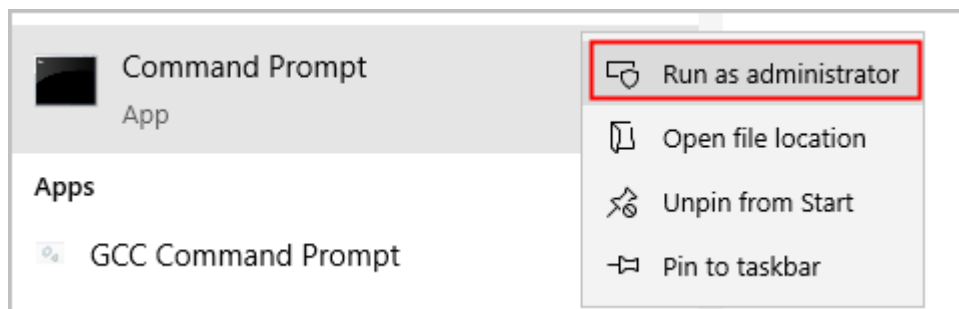 Command Prompt
App
Apps
GCC Command Prompt
Run as administrator
Open file location
Unpin from Start
Pin to taskbar